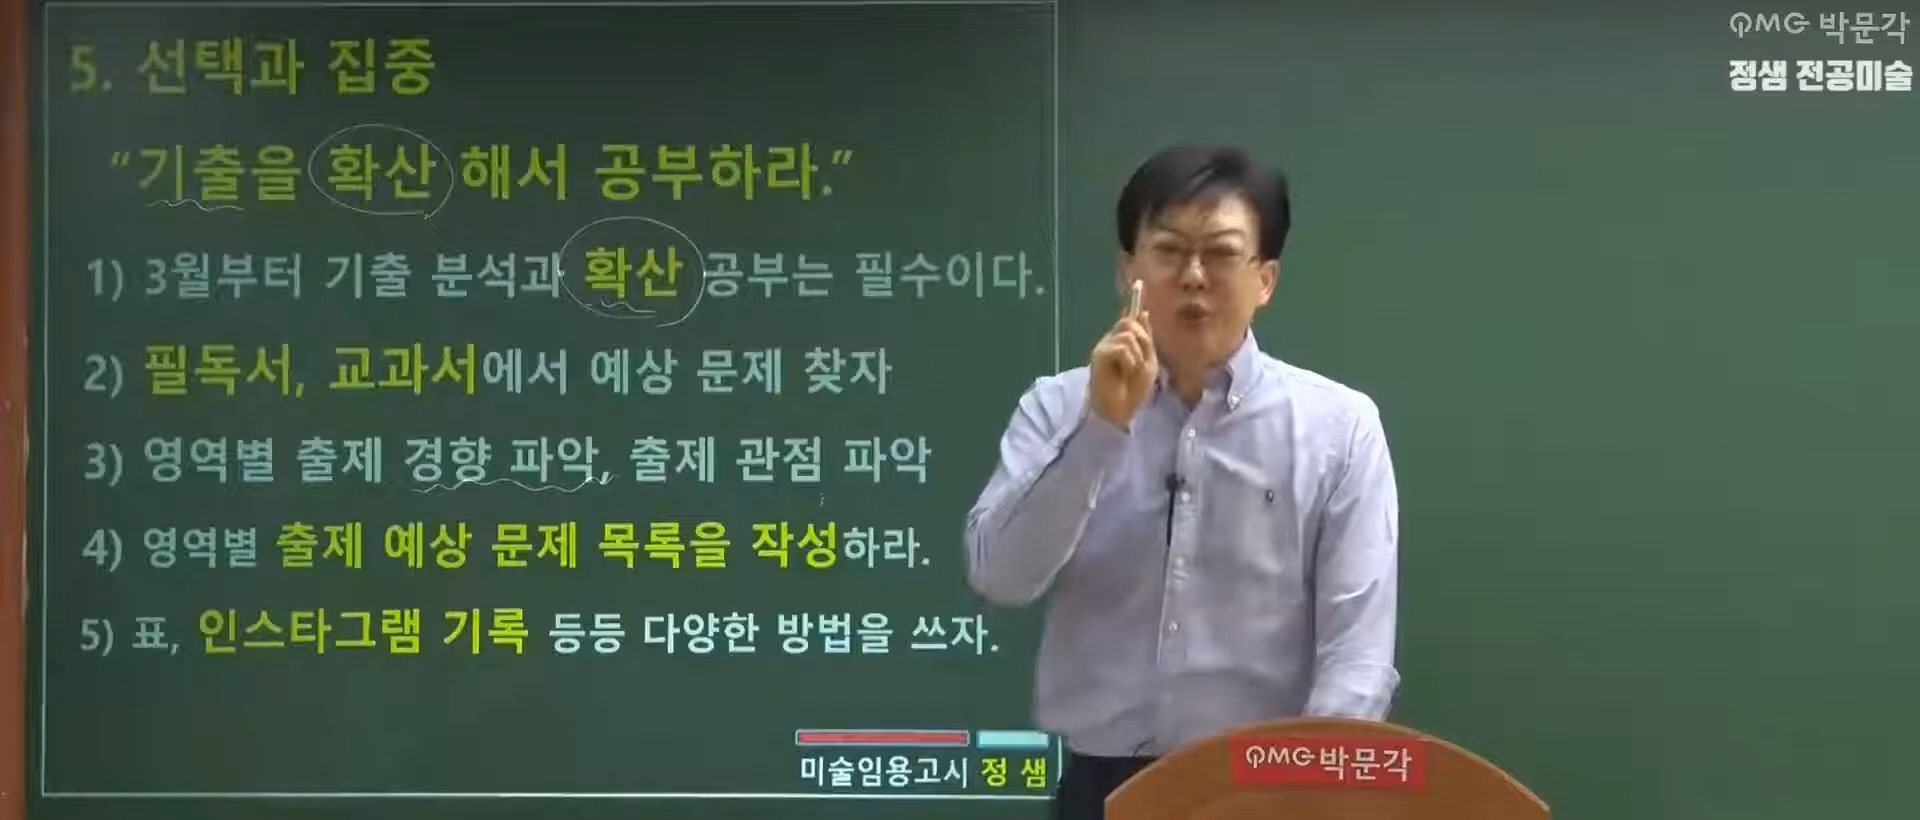 5. 선택과 집중
“기출을 확산 해서 공부하라.”
1) 3월부터 기출 분석과 확산 공부는 필수이다.
2) 필독서, 교과서에서 예상 문제 찾자
3) 영역별 출제 경향 파악, 출제 관점 파악
4) 영역별 출제 예상 문제 목록을 작성하라.
5) 표, 인스타그램 기록 등등 다양한 방법을 쓰자.
미술임용고시 정 샘
PMG 박문각
정샘 전공미술
PMG 박문각